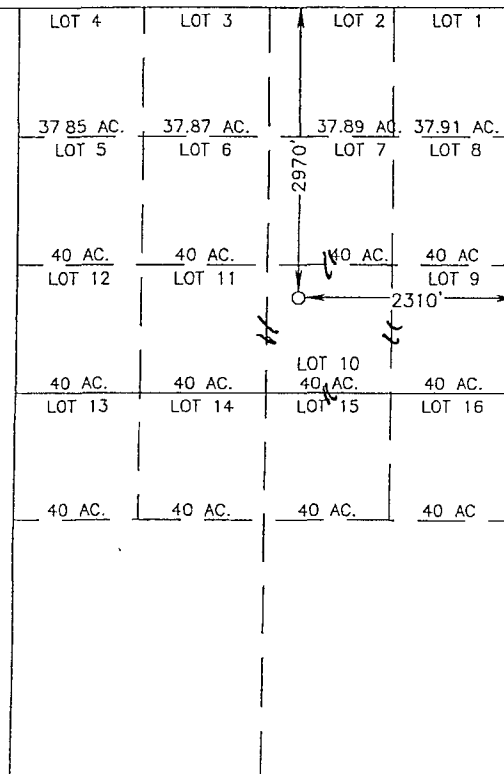 LOT 4 LOT 3 LOT 2 LOT 1
37.85 AC. 37.87 AC. 37.89 AC. 37.91 AC.
LOT 5 LOT 6 LOT 7 LOT 8
2970'
40 AC. 40 AC. 40 AC. 40 AC
LOT 12 LOT 11 LOT 9
2310'
LOT 10
40 AC. 40 AC. 40 AC. 40 AC.
LOT 13 LOT 14 LOT 15 LOT 16
40 AC. 40 AC. 40 AC. 40 AC